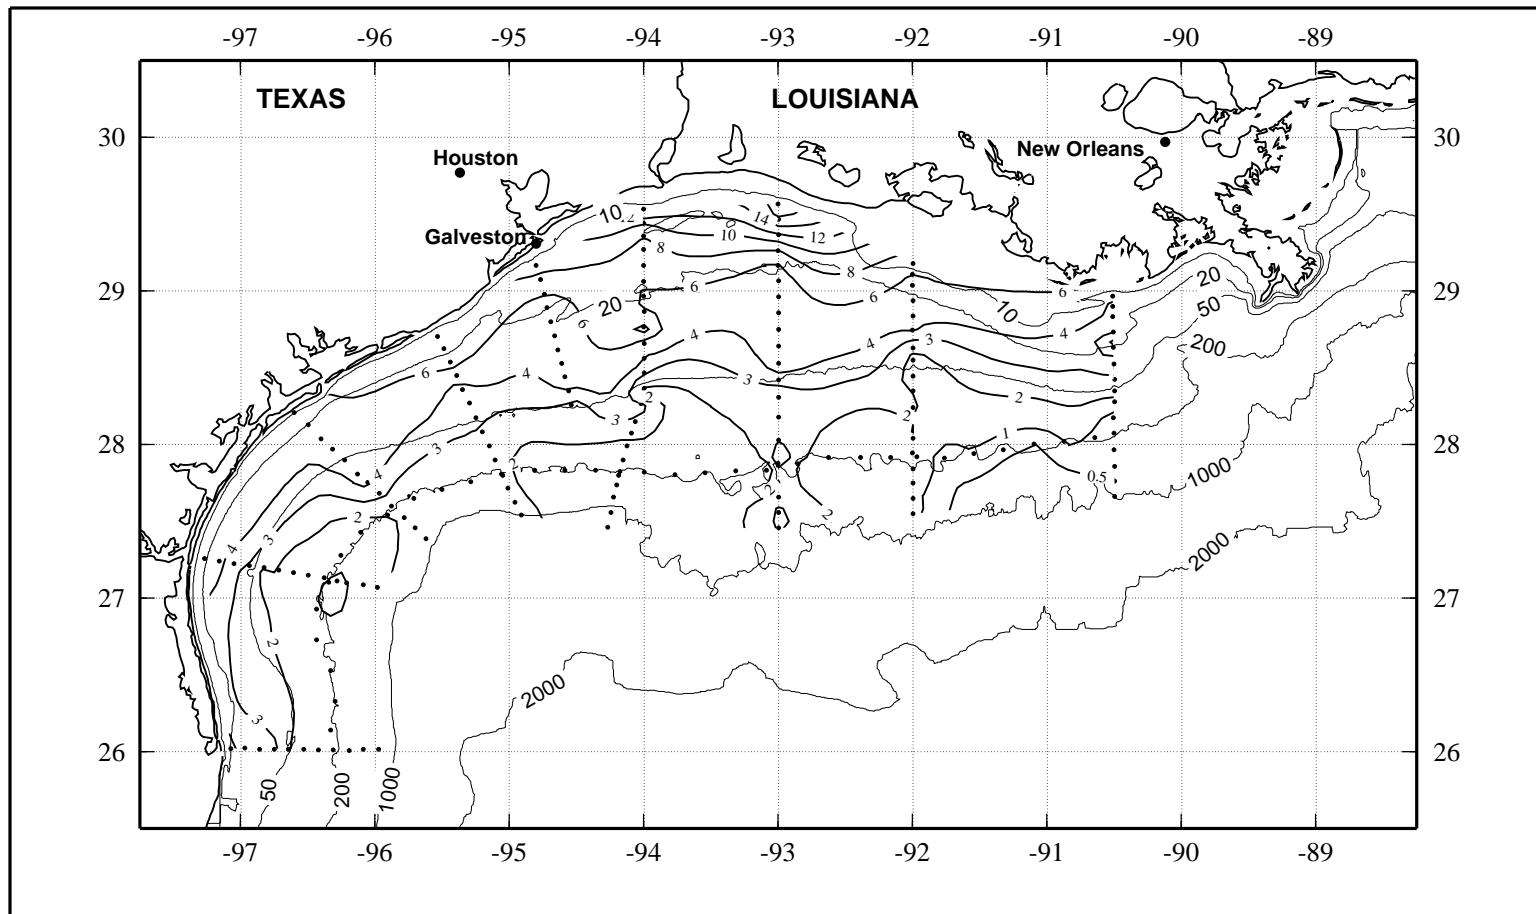 -97 -96 -95 -94 -93 -92 -91 -90 -89
TEXAS LOUISIANA
30 30
Houston New Orleans
10 12 14
Galveston 10 12
8 8
29 6 6 6 20 29
20 10 50
6 4 4 3 4 200
6 4 3 2
2 3 2
28 3 1 28
4 2 0.5 1000
2 2 2
4 3 2000
27 27
2
2000
3
26 26
50 200 1000
-97 -96 -95 -94 -93 -92 -91 -90 -89